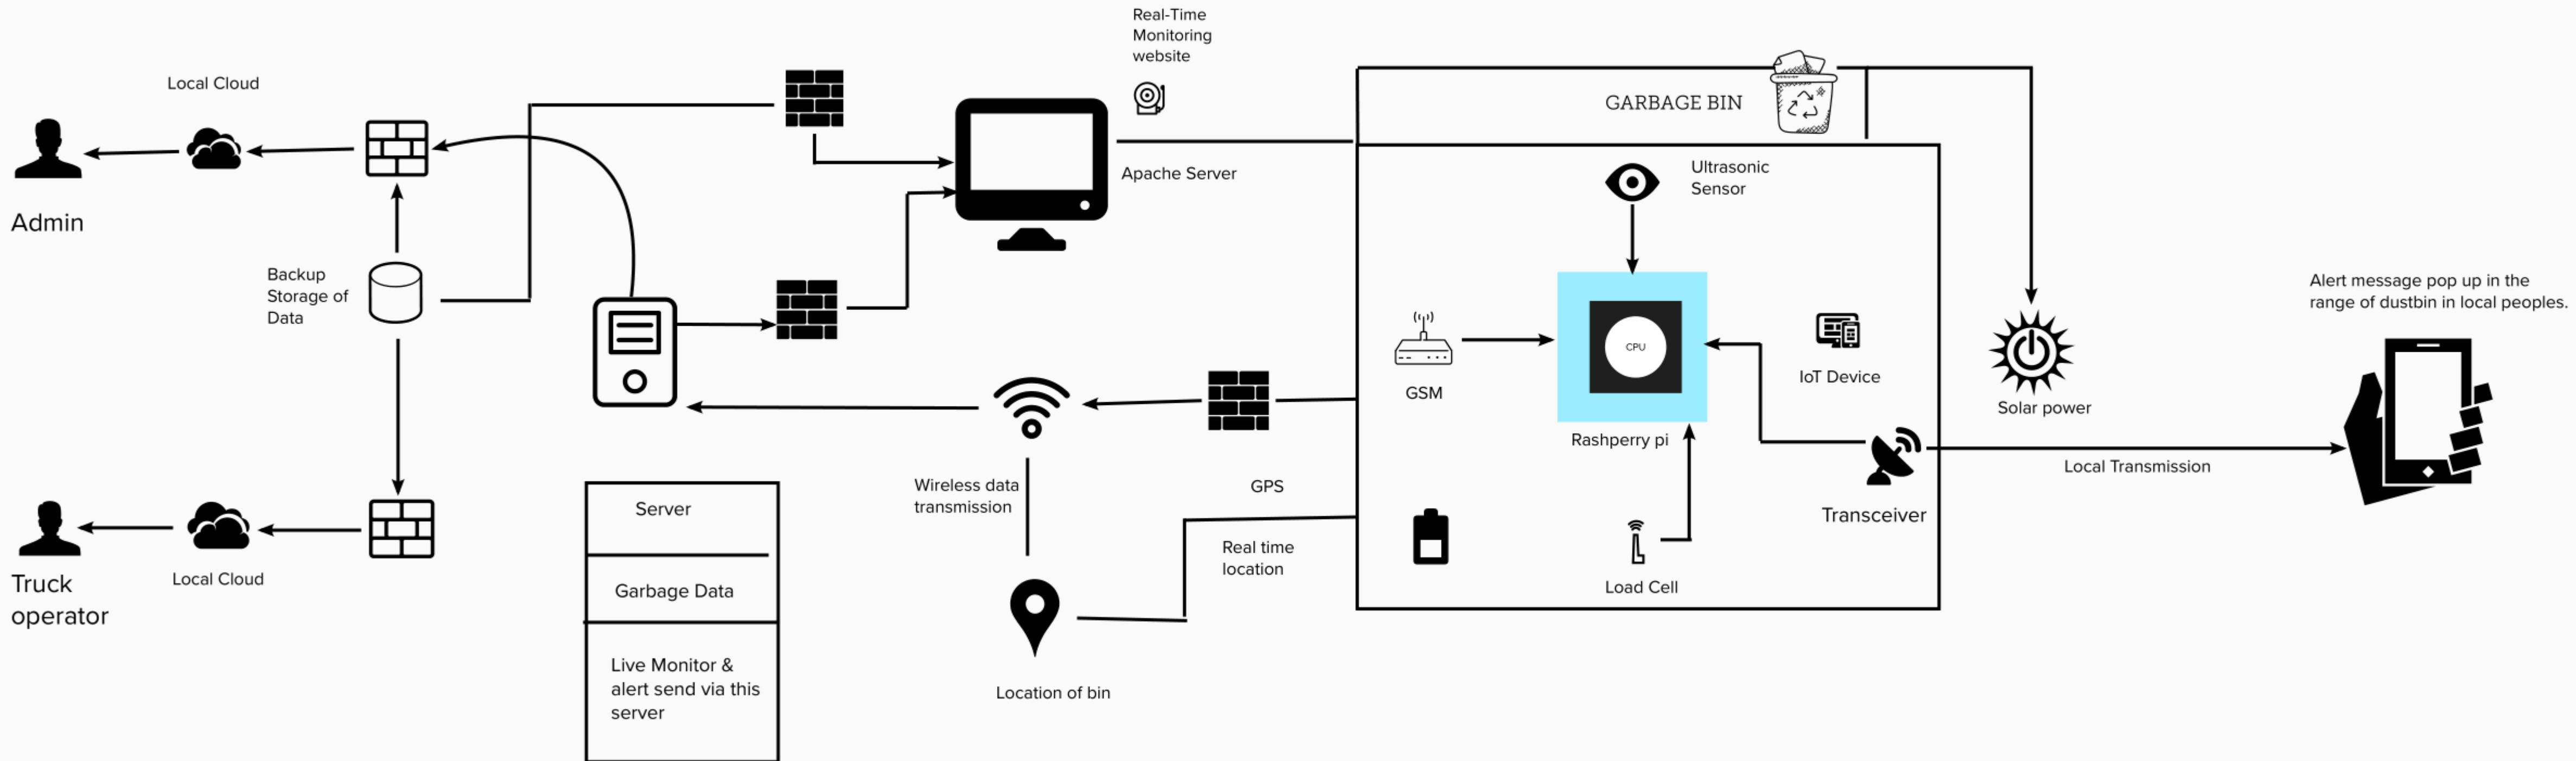 Real-Time
Monitoring
website
Local Cloud
GARBAGE BIN
Apache Server
Ultrasonic
Sensor
Admin
Backup
Storage of
Data
Alert message pop up in the
range of dustbin in local peoples.
CPU
IoT Device
GSM
Solar power
Rashperry pi
Local Transmission
Wireless data
transmission
GPS
Server
Transceiver
Real time
location
Truck
operator
Local Cloud
Garbage Data
Load Cell
Live Monitor &
alert send via this
server
Location of bin